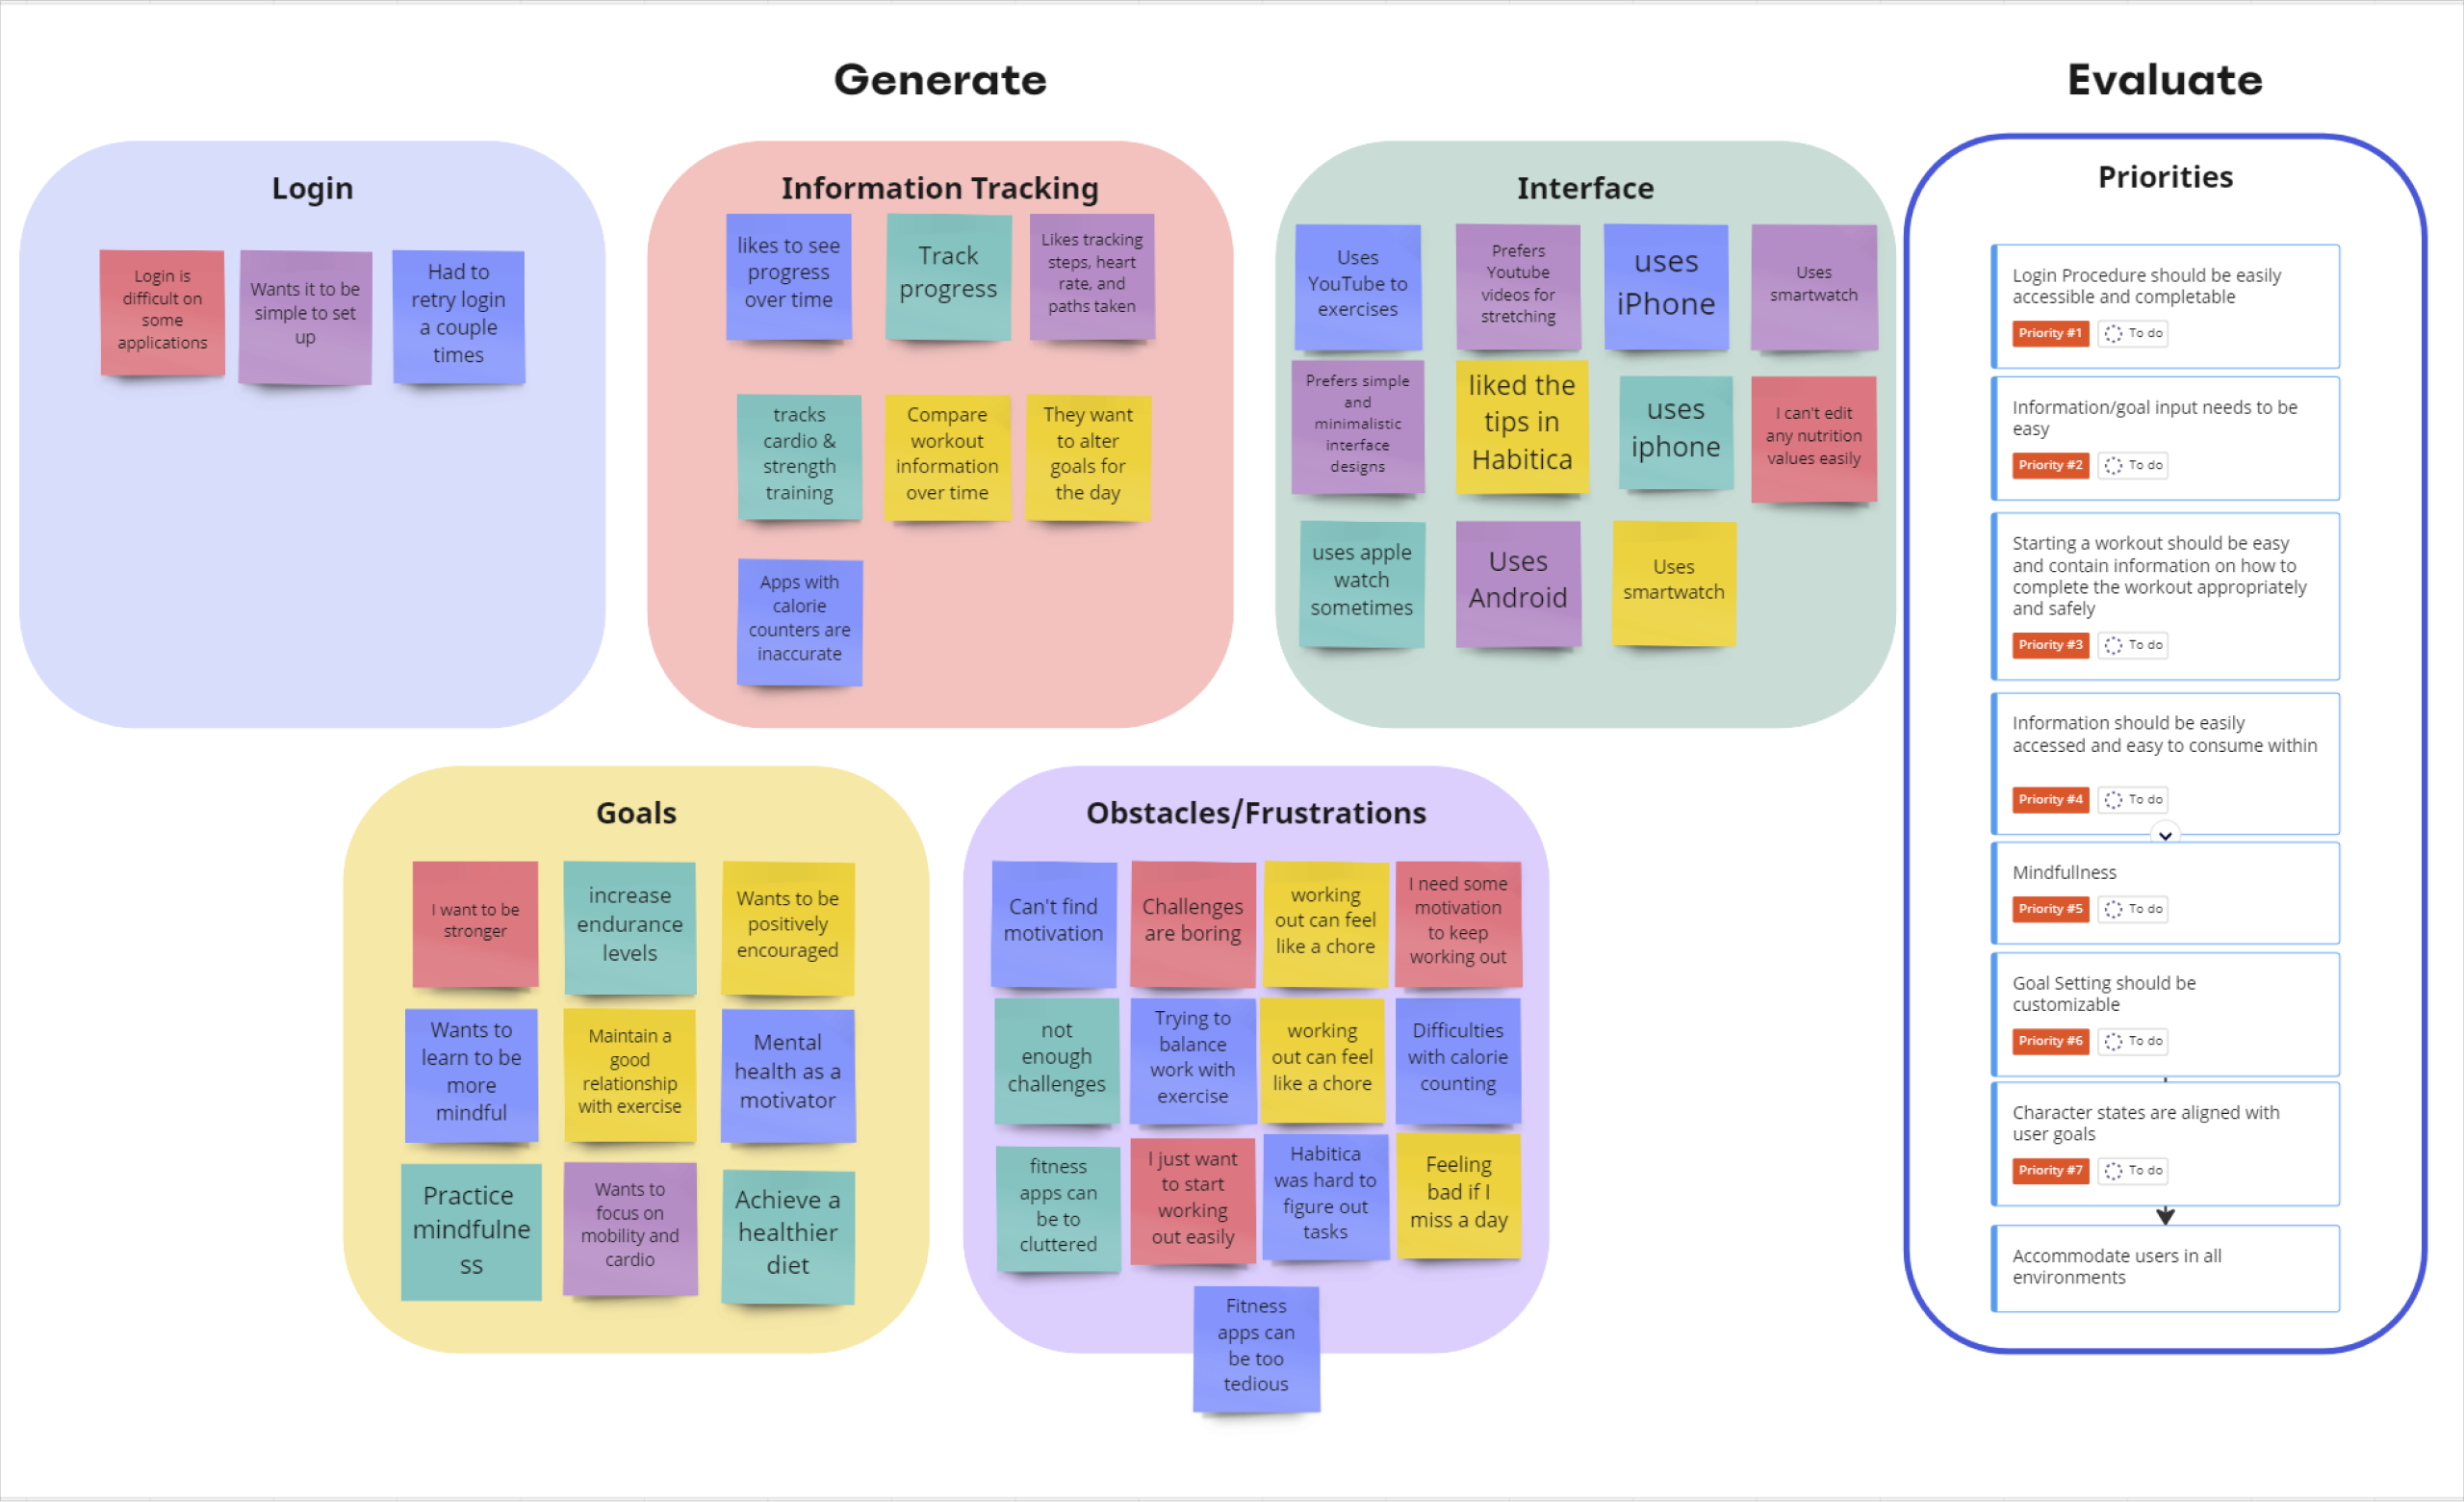 Generate
Evaluate
Login
Login is
difficult on
some
applications
Wants it to be
simple to set
up
Had to
retry login
a couple
times
Information Tracking
likes to see
progress
over time
Track
progress
Likes tracking
steps, heart
rate, and
paths taken
tracks
cardio &
strength
training
Compare
workout
information
over time
They want
to alter
goals for
the day
Apps with
calorie
counters are
inaccurate
Interface
Uses
YouTube to
exercises
Prefers
Youtube
videos for
stretching
uses
iPhone
Uses
smartwatch
Prefers simple
and
minimalistic
interface
designs
liked the
tips in
Habitica
uses
iphone
I can't edit
any nutrition
values easily
uses apple
watch
sometimes
Uses
Android
Uses
smartwatch
Goals
I want to be
stronger
increase
endurance
levels
Wants to be
positively
encouraged
Wants to
learn to be
more
mindful
Maintain a
good
relationship
with exercise
Mental
health as a
motivator
Practice
mindfulne
ss
Wants to
focus on
mobility and
cardio
Achieve a
healthier
diet
Obstacles/Frustrations
Can't find
motivation
Challenges
are boring
working
out can feel
like a chore
I need some
motivation
to keep
working out
not
enough
challenges
Trying to
balance
work with
exercise
working
out can feel
like a chore
Difficulties
with calorie
counting
fitness
apps can
be to
cluttered
I just want
to start
working
out easily
Habitica
was hard to
figure out
tasks
Feeling
bad if I
miss a day
Fitness
apps can
be too
tedious
Priorities
Login Procedure should be easily
accessible and completable
Priority #1 To do
Information/goal input needs to be
easy
Priority #2 To do
Starting a workout should be easy
and contain information on how to
complete the workout appropriately
and safely
Priority #3 To do
Information should be easily
accessed and easy to consume within
Priority #4 To do
Mindfullness
Priority #5 To do
Goal Setting should be
customizable
Priority #6 To do
Character states are aligned with
user goals
Priority #7 To do
Accommodate users in all
environments